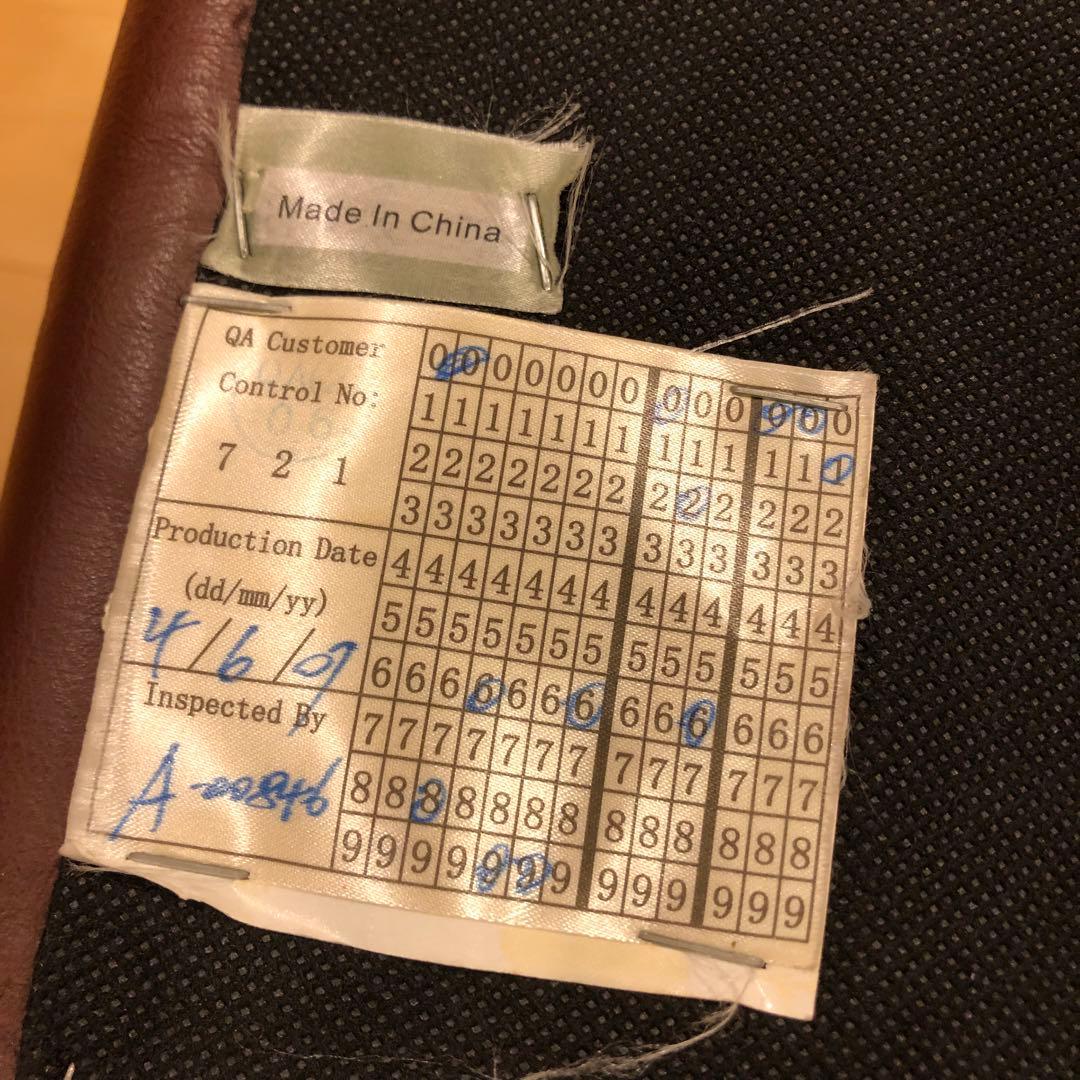 Made In China
QA Customer
Control No:
7 2 1
Production Date
(dd/mm/yy)
4/6/07
Inspected By
0 0 0 0 0 0 0 0 0 0 0 0 0
1 1 1 1 1 1 1 1 1 1 1 1 1
2 2 2 2 2 2 2 2 2 2 2 2 2
3 3 3 3 3 3 3 3 3 3 3 3 3
4 4 4 4 4 4 4 4 4 4 4 4 4
5 5 5 5 5 5 5 5 5 5 5 5 5
6 6 6 6 6 6 6 6 6 6 6 6 6
7 7 7 7 7 7 7 7 7 7 7 7 7
8 8 8 8 8 8 8 8 8 8 8 8 8
9 9 9 9 9 9 9 9 9 9 9 9 9